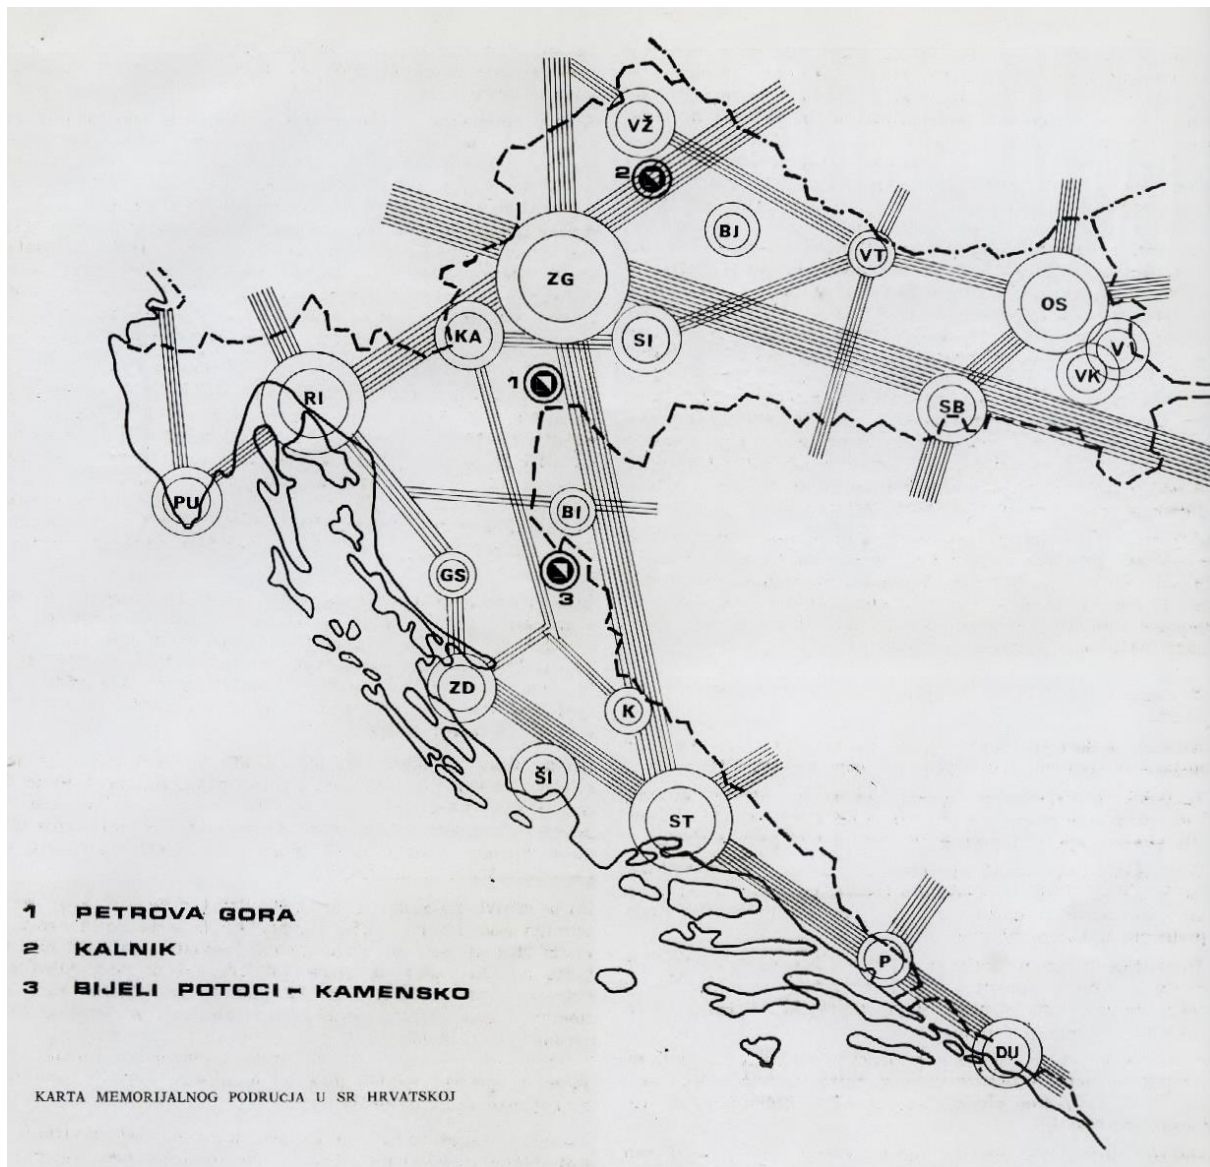 VŽ
2
BJ
VT
ZG
OS
KA
SI
V
VK
1
RI
SB
PU
BI
GS
3
ZD
K
ŠI
ST
P
DU
1 PETROVA GORA
2 KALNIK
3 BIJELI POTOCI - KAMENSKO
KARTA MEMORIJALNOG PODRUČJA U SR HRVATSKOJ